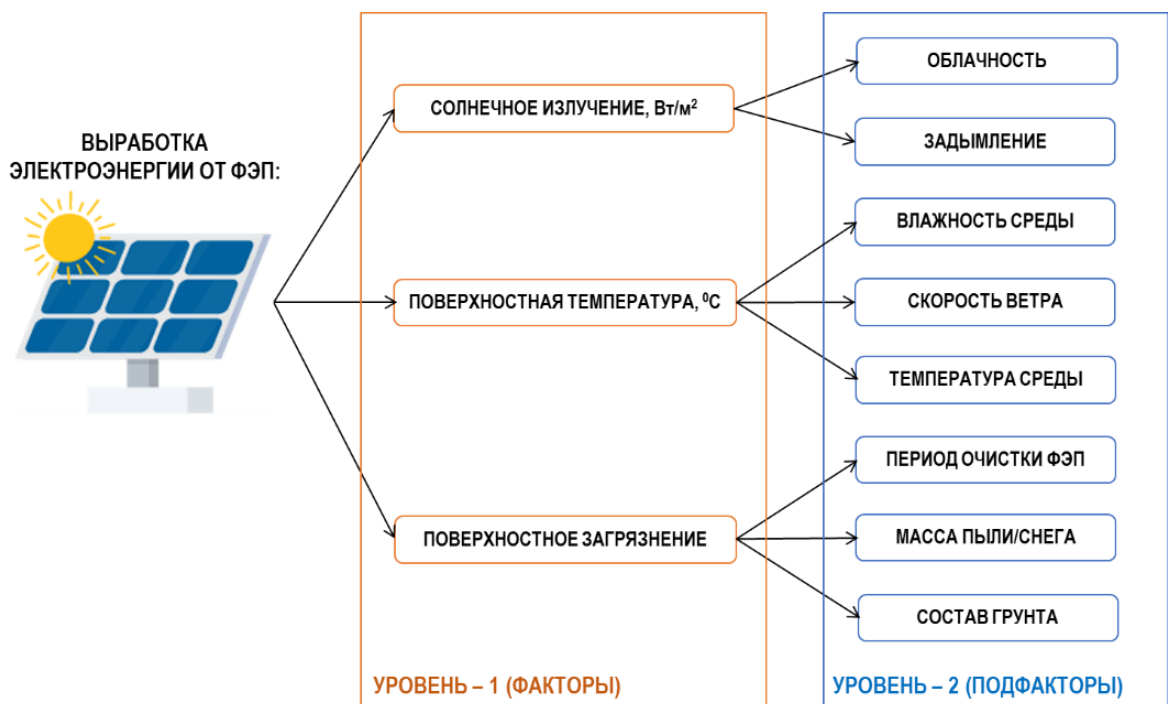 ВЫРАБОТКА
ЭЛЕКТРОЭНЕРГИИ ОТ ФЭП:
СОЛНЕЧНОЕ ИЗЛУЧЕНИЕ, Вт/м²
ПОВЕРХНОСТНАЯ ТЕМПЕРАТУРА, ⁰С
ПОВЕРХНОСТНОЕ ЗАГРЯЗНЕНИЕ
УРОВЕНЬ – 1 (ФАКТОРЫ)
ОБЛАЧНОСТЬ
ЗАДЫМЛЕНИЕ
ВЛАЖНОСТЬ СРЕДЫ
СКОРОСТЬ ВЕТРА
ТЕМПЕРАТУРА СРЕДЫ
ПЕРИОД ОЧИСТКИ ФЭП
МАССА ПЫЛИ/СНЕГА
СОСТАВ ГРУНТА
УРОВЕНЬ – 2 (ПОДФАКТОРЫ)